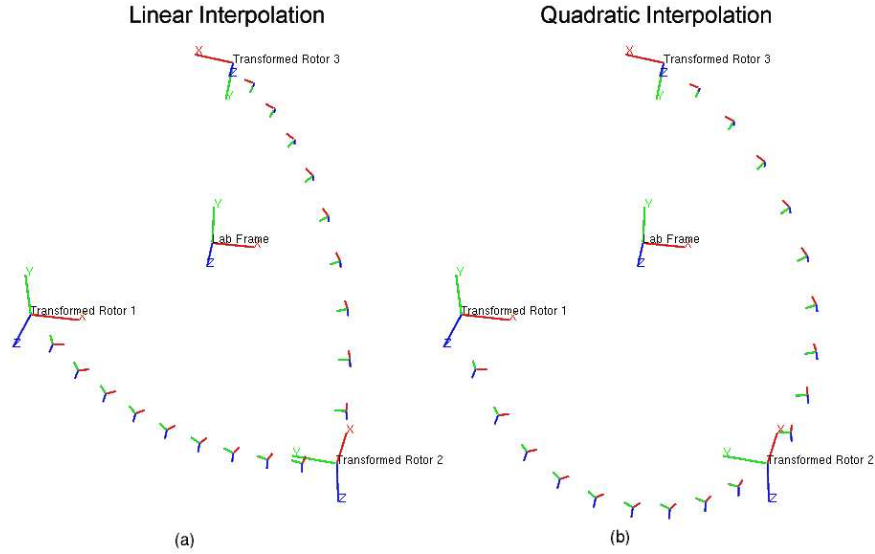 Linear Interpolation
Quadratic Interpolation
X
Transformed Rotor 3
Z
Y
X
Transformed Rotor 3
Z
Y
Y
Lab Frame
X
Z
Y
Lab Frame
X
Z
Y
Transformed Rotor 1
X
Z
Y
Transformed Rotor 1
X
Z
X
Y
Transformed Rotor 2
Z
X
Y
Transformed Rotor 2
Z
(a)
(b)